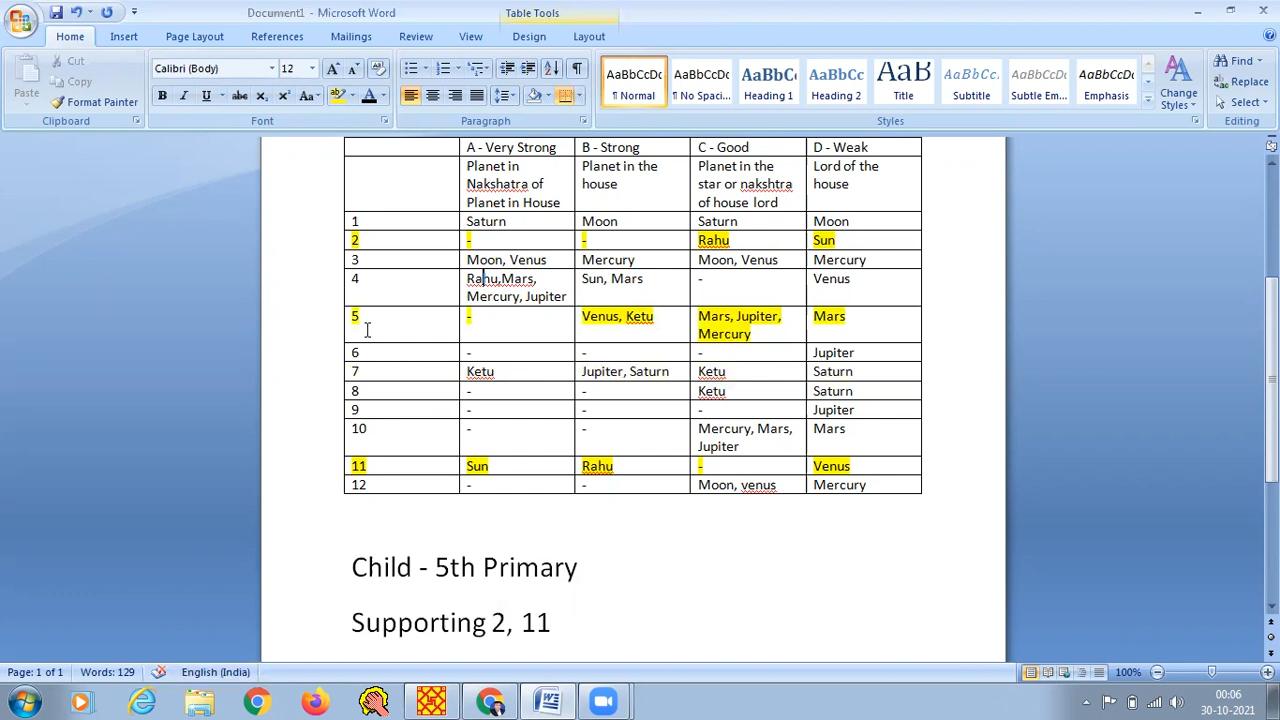 Document1 - Microsoft Word
Table Tools
Home Insert Page Layout References Mailings Review View Design Layout
Cut
Copy
Format Painter
Paste
Clipboard
Calibri (Body) 12
Font
Paragraph
AaBbCcDc AaBbCcDc AaBbC AaBbCc AaB AaBbCc. AaBbCcDc AaBbCcDc
¶ Normal ¶ No Spaci... Heading 1 Heading 2 Title Subtitle Subtle Em... Emphasis
Change
Styles
Styles
Find
Replace
Select
Editing
A - Very Strong B - Strong C - Good D - Weak
Planet in Planet in the Planet in the Lord of the
Nakshatra of house star or nakshtra house
Planet in House of house lord
1 Saturn Moon Saturn Moon
2 - - Rahu Sun
3 Moon, Venus Mercury Moon, Venus Mercury
4 Rahu,Mars, Sun, Mars - Venus
Mercury, Jupiter
5 - Venus, Ketu Mars, Jupiter, Mars
Mercury
6 - - - Jupiter
7 Ketu Jupiter, Saturn Ketu Saturn
8 - - Ketu Saturn
9 - - - Jupiter
10 - - Mercury, Mars, Mars
Jupiter
11 Sun Rahu - Venus
12 - - Moon, venus Mercury
Child - 5th Primary
Supporting 2, 11
Page: 1 of 1 Words: 129 English (India) 100%
00:06
30-10-2021